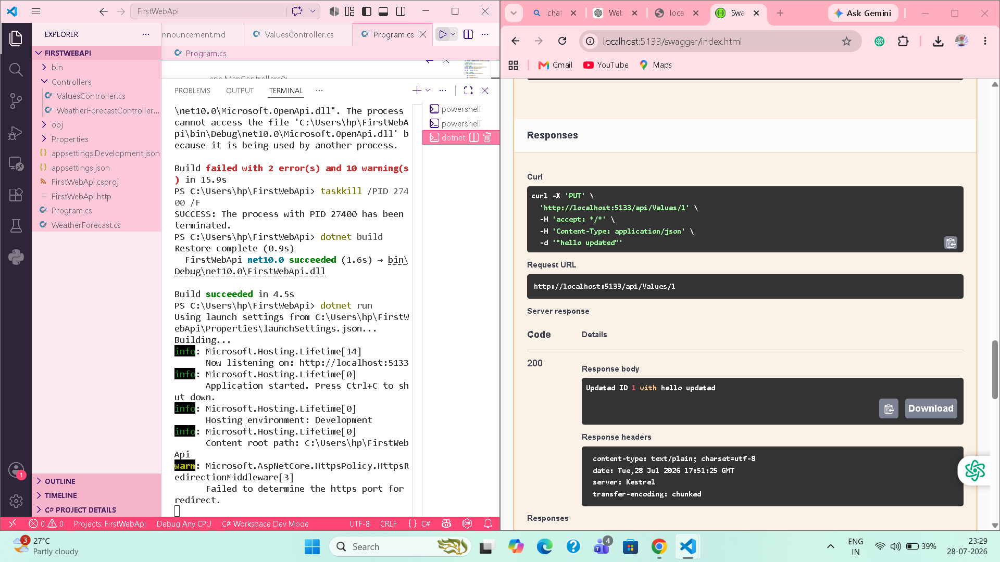 FirstWebApi
EXPLORER
FIRSTWEBAPI
bin
Controllers
ValuesController.cs
WeatherForecastController...
obj
Properties
appsettings.Development.json
appsettings.json
FirstWebApi.csproj
FirstWebApi.http
Program.cs
WeatherForecast.cs
OUTLINE
TIMELINE
C# PROJECT DETAILS
nnouncement.md
ValuesController.cs
Program.cs
Program.cs
app.MapControllers();
PROBLEMS
OUTPUT
TERMINAL
powershell
powershell
dotnet
\net10.0\Microsoft.OpenApi.dll". The process
cannot access the file 'C:\Users\hp\FirstWebA
pi\bin\Debug\net10.0\Microsoft.OpenApi.dll' b
ecause it is being used by another process.
Build failed with 2 error(s) and 10 warning(s
) in 15.9s
PS C:\Users\hp\FirstWebApi> taskkill /PID 274
00 /F
SUCCESS: The process with PID 27400 has been
terminated.
PS C:\Users\hp\FirstWebApi> dotnet build
Restore complete (0.9s)
FirstWebApi net10.0 succeeded (1.6s) → bin\
Debug\net10.0\FirstWebApi.dll
Build succeeded in 4.5s
PS C:\Users\hp\FirstWebApi> dotnet run
Using launch settings from C:\Users\hp\FirstW
ebApi\Properties\launchSettings.json...
Building...
info: Microsoft.Hosting.Lifetime[14]
Now listening on: http://localhost:5133
info: Microsoft.Hosting.Lifetime[0]
Application started. Press Ctrl+C to sh
ut down.
info: Microsoft.Hosting.Lifetime[0]
Hosting environment: Development
info: Microsoft.Hosting.Lifetime[0]
Content root path: C:\Users\hp\FirstWeb
Api
warn: Microsoft.AspNetCore.HttpsPolicy.HttpsR
edirectionMiddleware[3]
Failed to determine the https port for
redirect.
1
0 0
Projects: FirstWebApi
Debug Any CPU
C# Workspace Dev Mode
UTF-8
CRLF
{ } C#
chat
Web
loca
Swa
Ask Gemini
localhost:5133/swagger/index.html
Gmail
YouTube
Maps
Responses
Curl
curl -X 'PUT' \
'http://localhost:5133/api/Values/1' \
-H 'accept: */*' \
-H 'Content-Type: application/json' \
-d '"hello updated"'
Request URL
http://localhost:5133/api/Values/1
Server response
Code
Details
200
Response body
Updated ID 1 with hello updated
Download
Response headers
content-type: text/plain; charset=utf-8
date: Tue,28 Jul 2026 17:51:25 GMT
server: Kestrel
transfer-encoding: chunked
Responses
3
27°C
Partly cloudy
Search
4
ENG
IN
39%
23:29
28-07-2026